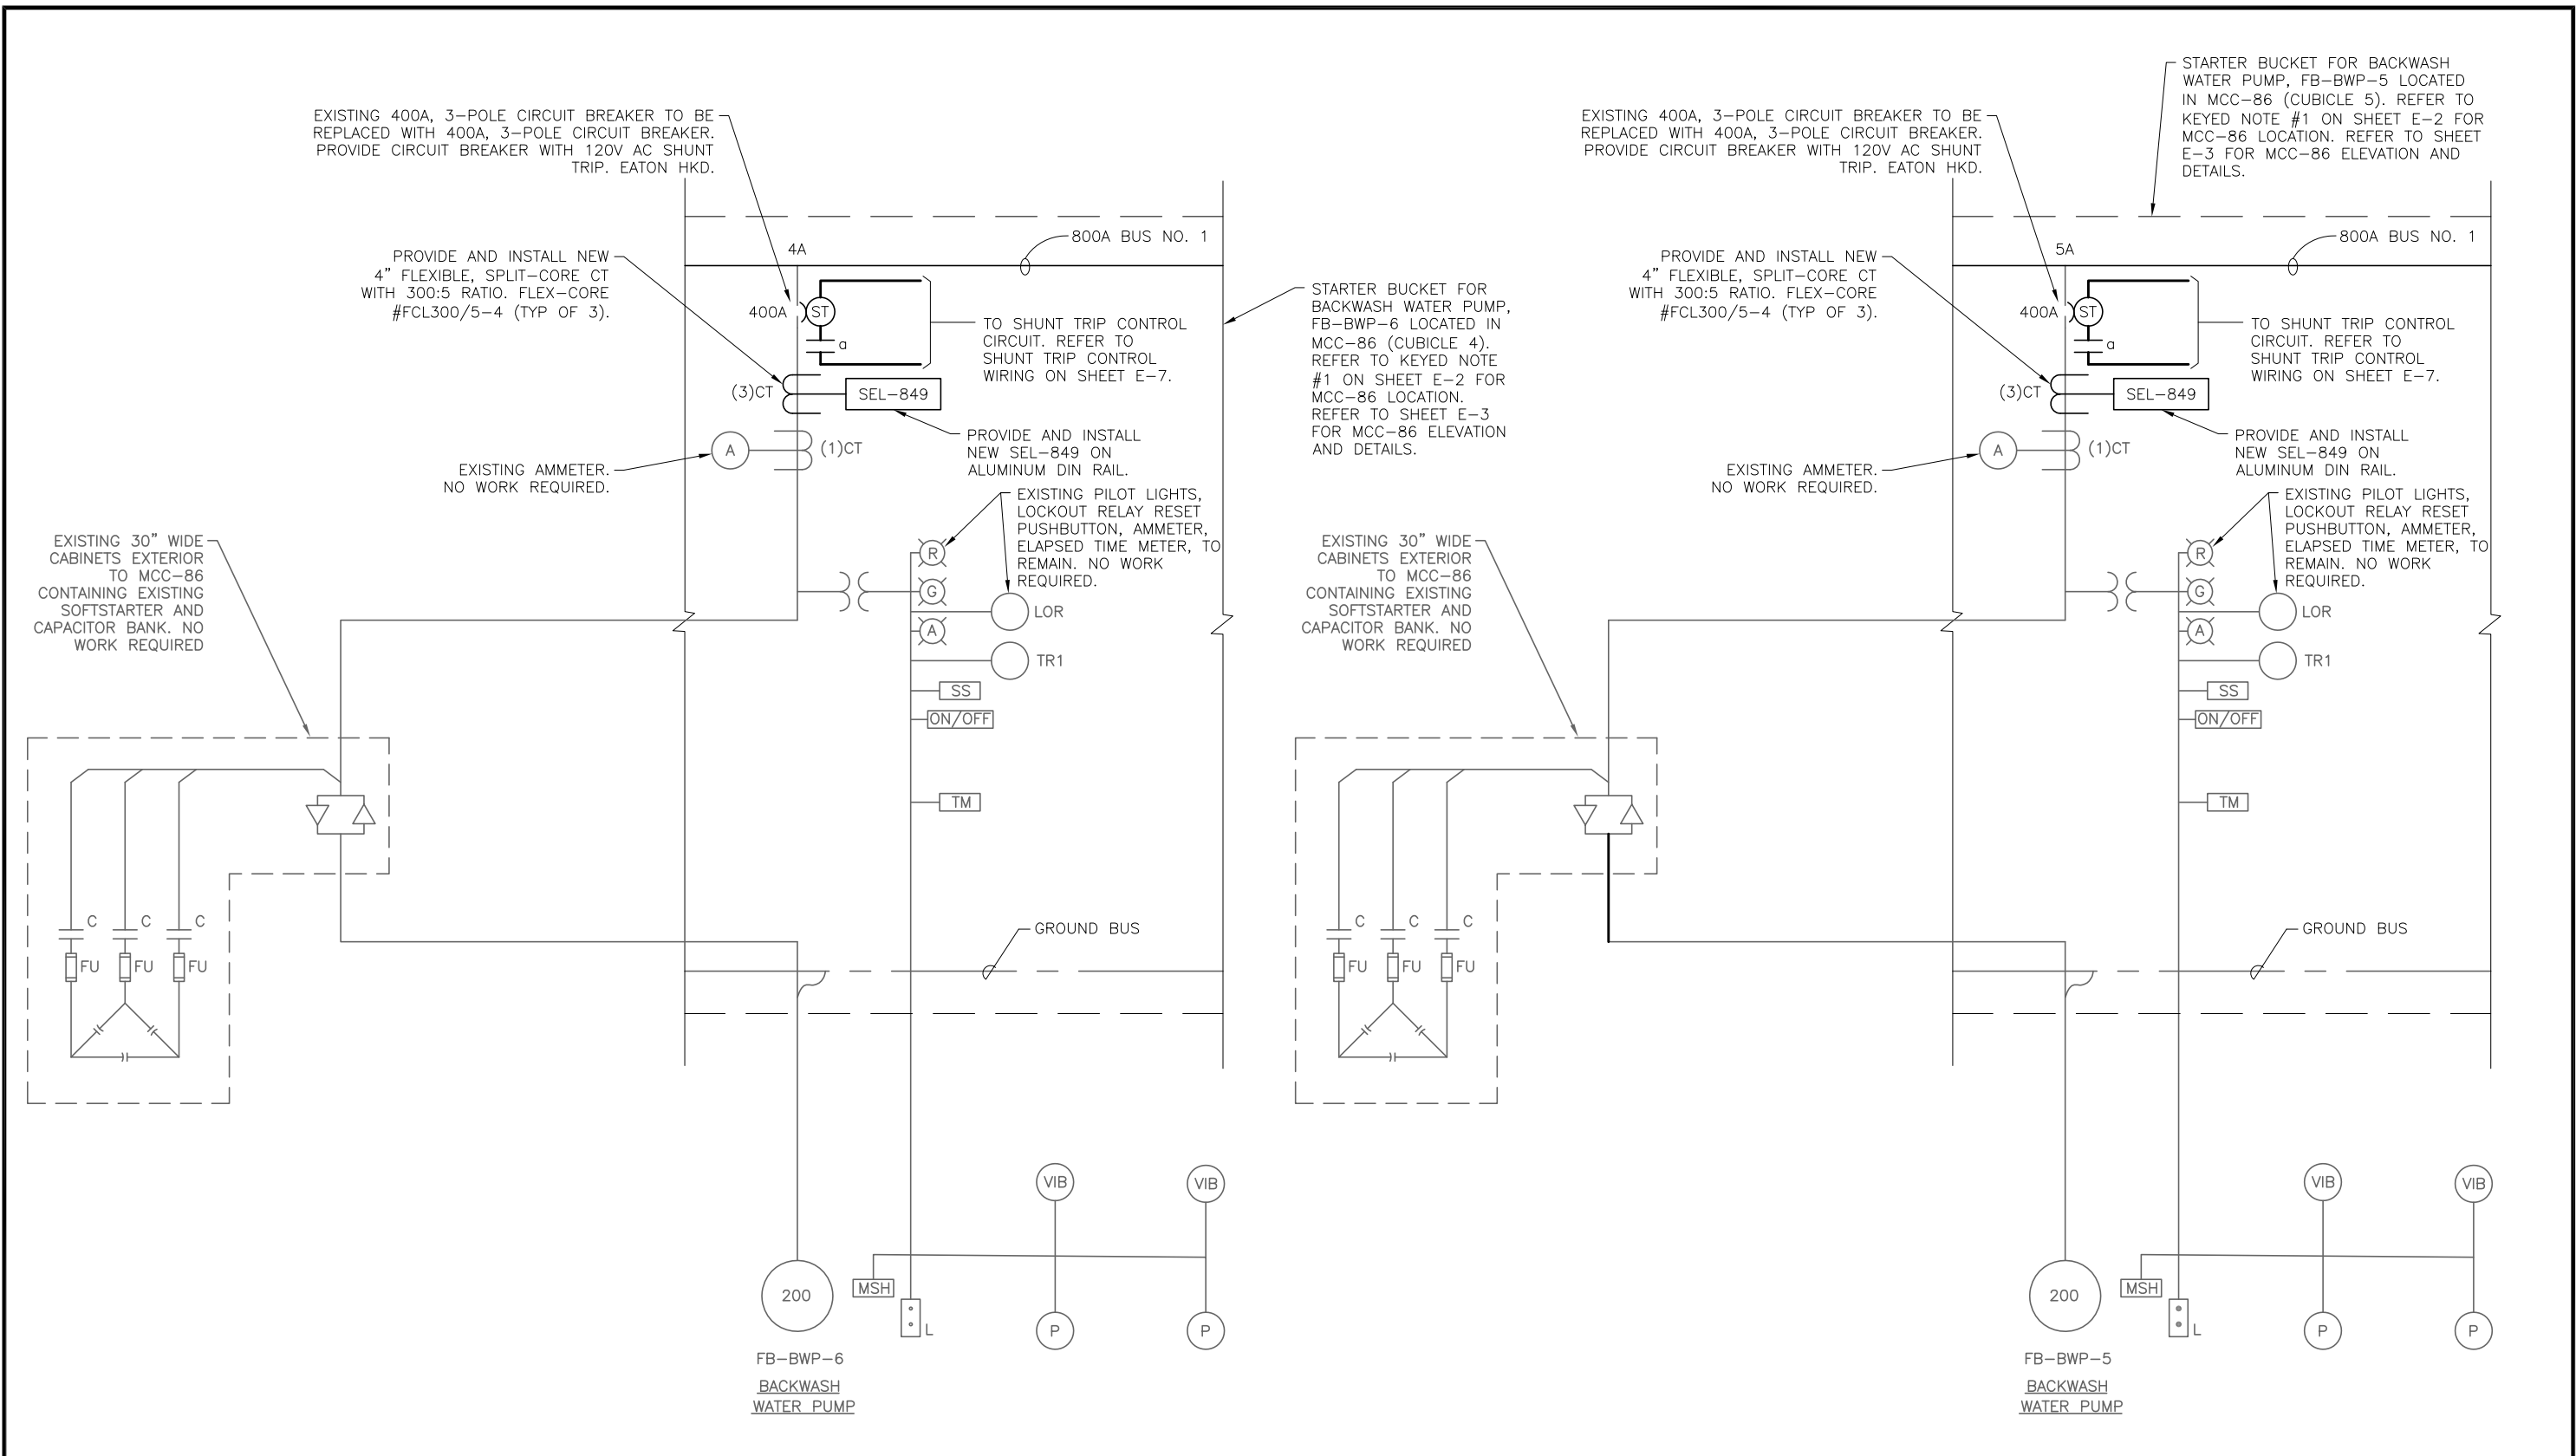 EXISTING 400A, 3-POLE CIRCUIT BREAKER TO BE
REPLACED WITH 400A, 3-POLE CIRCUIT BREAKER.
PROVIDE CIRCUIT BREAKER WITH 120V AC SHUNT
TRIP. EATON HKD.
4A
800A BUS NO. 1
PROVIDE AND INSTALL NEW
4" FLEXIBLE, SPLIT-CORE CT
WITH 300:5 RATIO. FLEX-CORE
#FCL300/5-4 (TYP OF 3).
400A
ST
a
TO SHUNT TRIP CONTROL
CIRCUIT. REFER TO
SHUNT TRIP CONTROL
WIRING ON SHEET E-7.
STARTER BUCKET FOR
BACKWASH WATER PUMP,
FB-BWP-6 LOCATED IN
MCC-86 (CUBICLE 4).
REFER TO KEYED NOTE
#1 ON SHEET E-2 FOR
MCC-86 LOCATION.
REFER TO SHEET E-3
FOR MCC-86 ELEVATION
AND DETAILS.
(3)CT
SEL-849
PROVIDE AND INSTALL
NEW SEL-849 ON
ALUMINUM DIN RAIL.
A
(1)CT
EXISTING AMMETER.
NO WORK REQUIRED.
EXISTING PILOT LIGHTS,
LOCKOUT RELAY RESET
PUSHBUTTON, AMMETER,
ELAPSED TIME METER, TO
REMAIN. NO WORK
REQUIRED.
EXISTING 30" WIDE
CABINETS EXTERIOR
TO MCC-86
CONTAINING EXISTING
SOFTSTARTER AND
CAPACITOR BANK. NO
WORK REQUIRED
R
G
LOR
A
TR1
SS
ON/OFF
TM
C
C
C
FU
FU
FU
GROUND BUS
VIB
VIB
MSH
200
L
P
P
FB-BWP-6
BACKWASH
WATER PUMP
STARTER BUCKET FOR BACKWASH
WATER PUMP, FB-BWP-5 LOCATED
IN MCC-86 (CUBICLE 5). REFER TO
KEYED NOTE #1 ON SHEET E-2 FOR
MCC-86 LOCATION. REFER TO SHEET
E-3 FOR MCC-86 ELEVATION AND
DETAILS.
EXISTING 400A, 3-POLE CIRCUIT BREAKER TO BE
REPLACED WITH 400A, 3-POLE CIRCUIT BREAKER.
PROVIDE CIRCUIT BREAKER WITH 120V AC SHUNT
TRIP. EATON HKD.
5A
800A BUS NO. 1
PROVIDE AND INSTALL NEW
4" FLEXIBLE, SPLIT-CORE CT
WITH 300:5 RATIO. FLEX-CORE
#FCL300/5-4 (TYP OF 3).
400A
ST
a
TO SHUNT TRIP CONTROL
CIRCUIT. REFER TO
SHUNT TRIP CONTROL
WIRING ON SHEET E-7.
(3)CT
SEL-849
PROVIDE AND INSTALL
NEW SEL-849 ON
ALUMINUM DIN RAIL.
A
(1)CT
EXISTING AMMETER.
NO WORK REQUIRED.
EXISTING PILOT LIGHTS,
LOCKOUT RELAY RESET
PUSHBUTTON, AMMETER,
ELAPSED TIME METER, TO
REMAIN. NO WORK
REQUIRED.
EXISTING 30" WIDE
CABINETS EXTERIOR
TO MCC-86
CONTAINING EXISTING
SOFTSTARTER AND
CAPACITOR BANK. NO
WORK REQUIRED
R
G
LOR
A
TR1
SS
ON/OFF
TM
C
C
C
FU
FU
FU
GROUND BUS
VIB
VIB
MSH
200
L
P
P
FB-BWP-5
BACKWASH
WATER PUMP